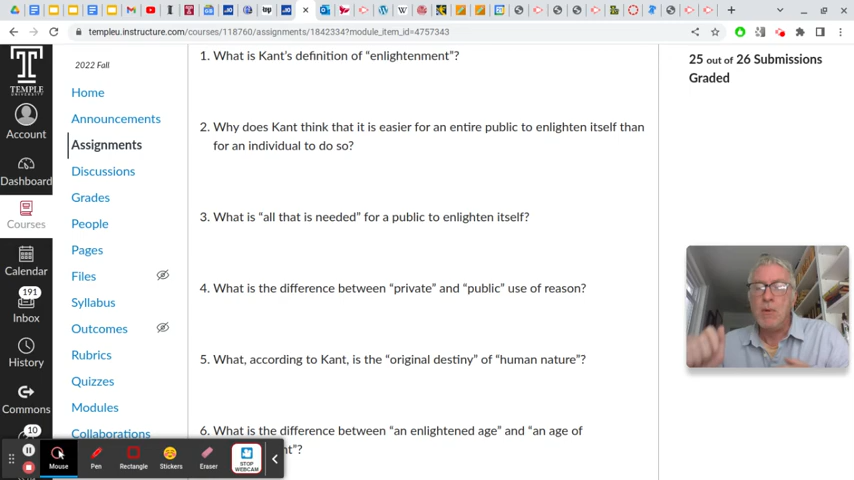 templeu.instructure.com/courses/118760/assignments/1842334?module_item_id=4757343
TEMPLE
UNIVERSITY
Account
Dashboard
Courses
Calendar
191
Inbox
History
Commons
10
2022 Fall
Home
Announcements
Assignments
Discussions
Grades
People
Pages
Files
Syllabus
Outcomes
Rubrics
Quizzes
Modules
Collaborations
1. What is Kant's definition of "enlightenment"?
2. Why does Kant think that it is easier for an entire public to enlighten itself than
for an individual to do so?
3. What is "all that is needed" for a public to enlighten itself?
4. What is the difference between "private" and "public" use of reason?
5. What, according to Kant, is the "original destiny" of "human nature"?
6. What is the difference between "an enlightened age" and "an age of
nt"?
25 out of 26 Submissions
Graded
Mouse
Pen
Rectangle
Stickers
Eraser
STOP
WEBCAM